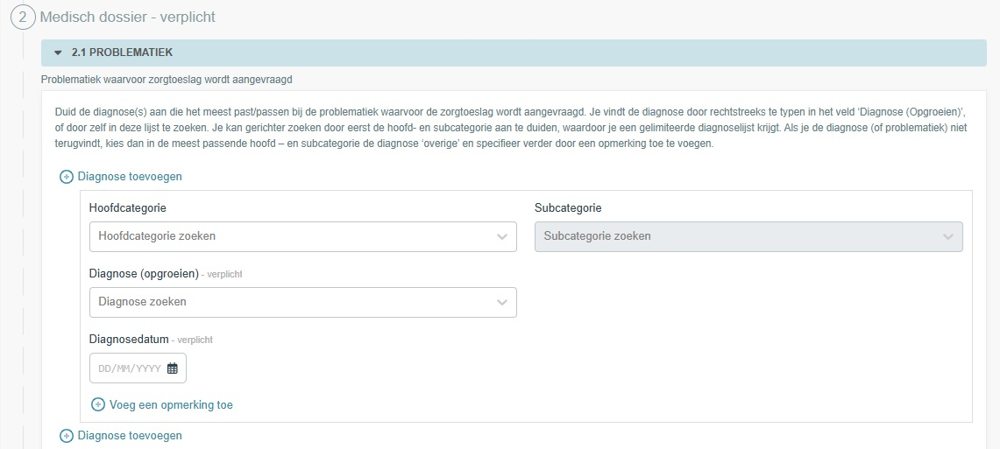 2 Medisch dossier - verplicht
2.1 PROBLEMATIEK
Problematiek waarvoor zorgtoeslag wordt aangevraagd
Duid de diagnose(s) aan die het meest past/passen bij de problematiek waarvoor de zorgtoeslag wordt aangevraagd. Je vindt de diagnose door rechtstreeks te typen in het veld ‘Diagnose (Opgroeien)’,
of door zelf in deze lijst te zoeken. Je kan gerichter zoeken door eerst de hoofd- en subcategorie aan te duiden, waardoor je een gelimiteerde diagnoselijst krijgt. Als je de diagnose (of problematiek) niet
terugvindt, kies dan in de meest passende hoofd – en subcategorie de diagnose ‘overige’ en specifieer verder door een opmerking toe te voegen.
Diagnose toevoegen
Hoofdcategorie Subcategorie
Hoofdcategorie zoeken Subcategorie zoeken
Diagnose (opgroeien) - verplicht
Diagnose zoeken
Diagnosedatum - verplicht
DD/MM/YYYY
Voeg een opmerking toe
Diagnose toevoegen